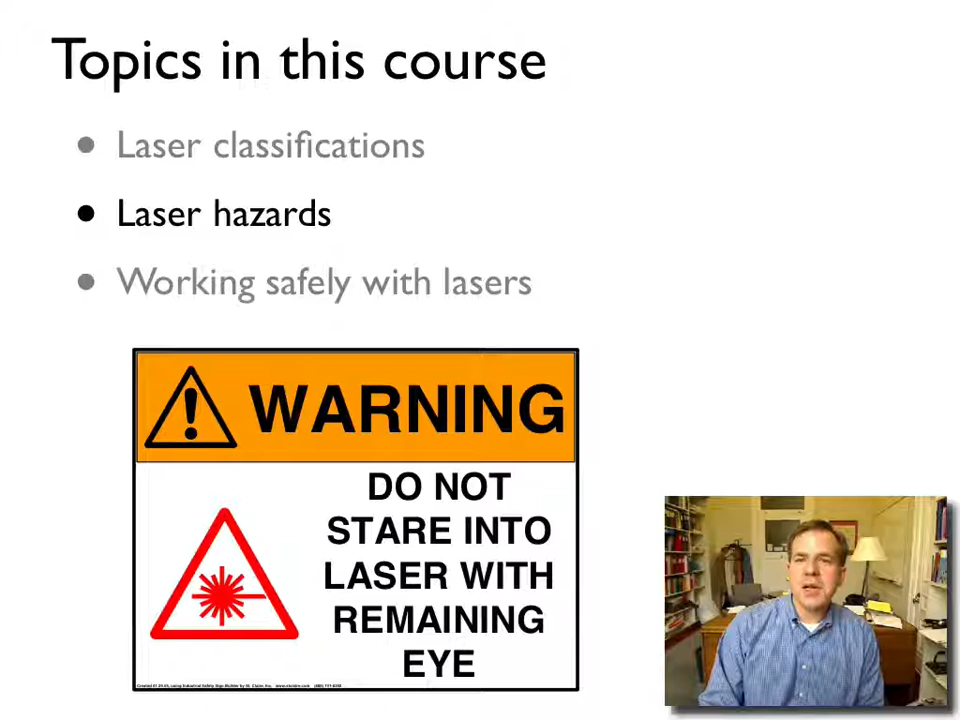 Topics in this course
• Laser classifications
• Laser hazards
• Working safely with lasers
WARNING
DO NOT
STARE INTO
LASER WITH
REMAINING
EYE